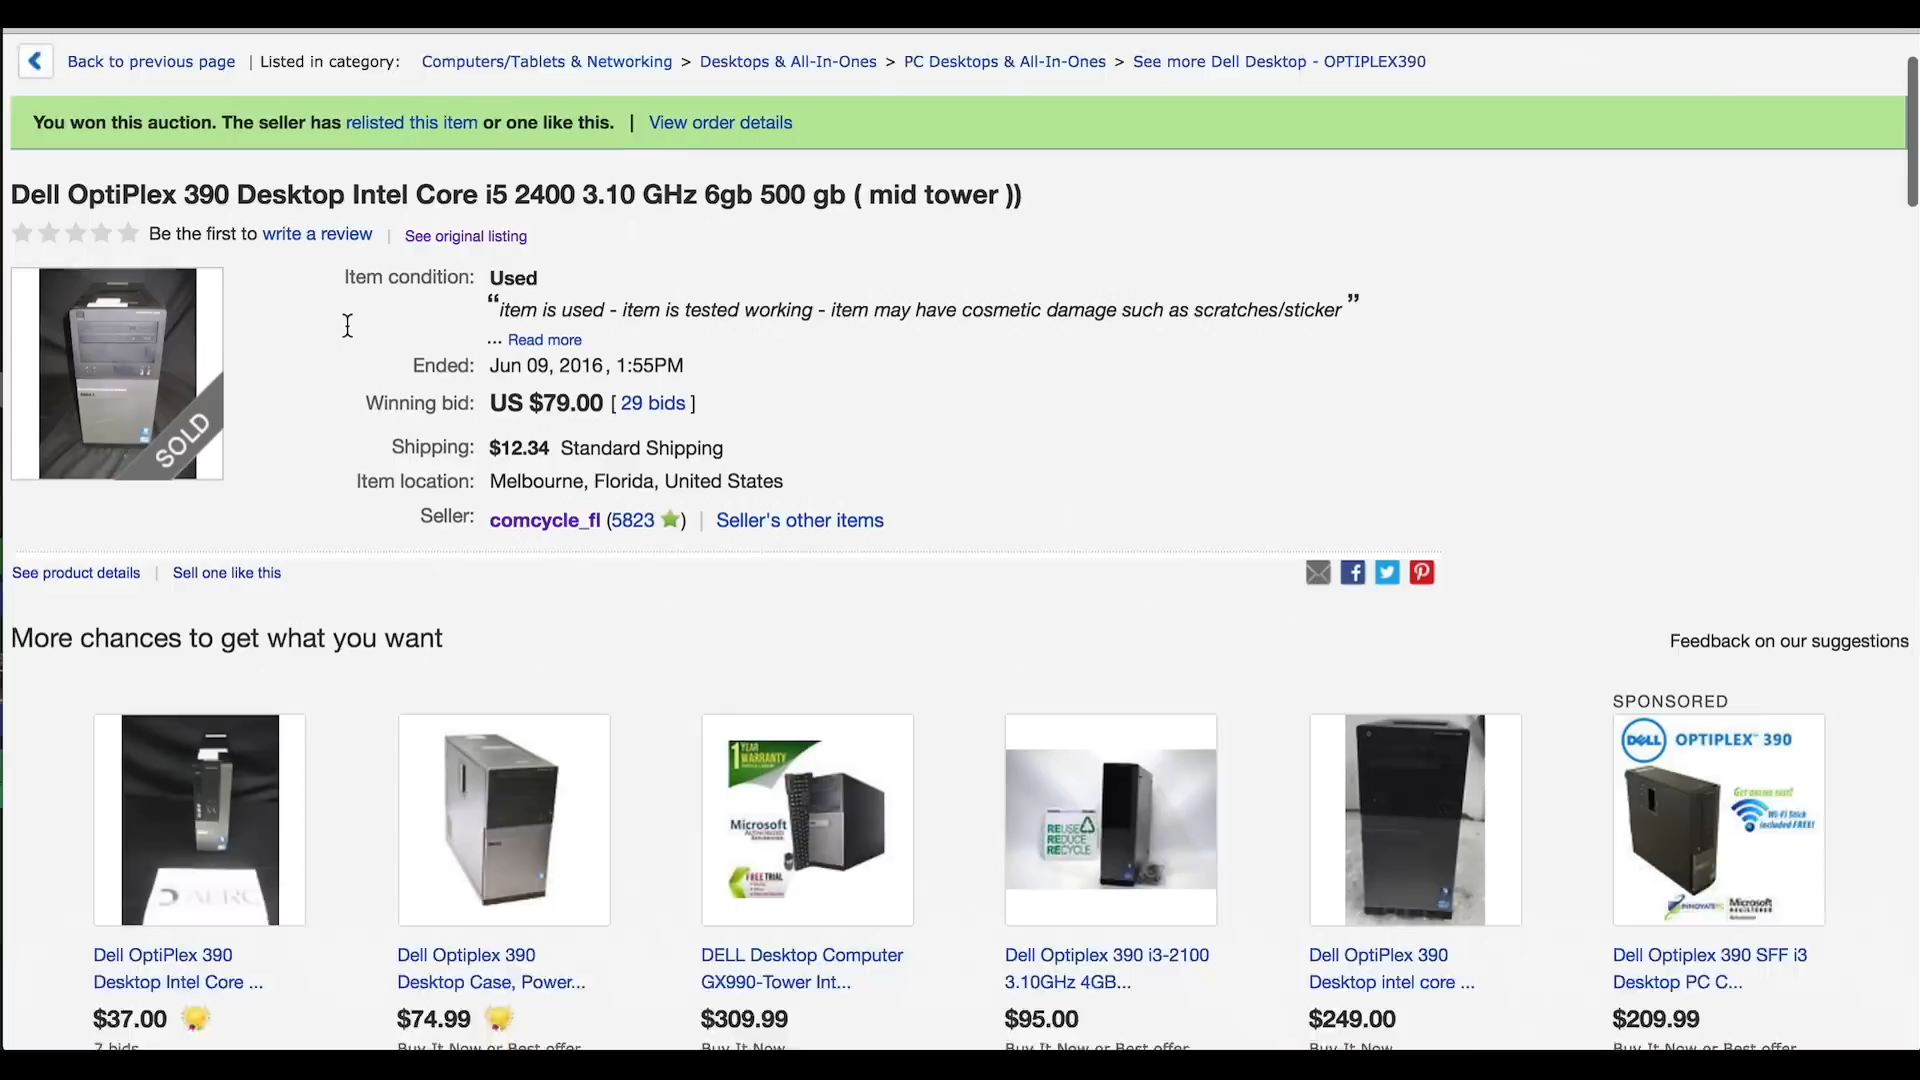 Back to previous page | Listed in category: Computers/Tablets & Networking > Desktops & All-In-Ones > PC Desktops & All-In-Ones > See more Dell Desktop - OPTIPLEX390
You won this auction. The seller has relisted this item or one like this. | View order details
Dell OptiPlex 390 Desktop Intel Core i5 2400 3.10 GHz 6gb 500 gb ( mid tower ))
Be the first to write a review | See original listing
Item condition: Used
“item is used - item is tested working - item may have cosmetic damage such as scratches/sticker ”
... Read more
Ended: Jun 09, 2016 , 1:55PM
Winning bid: US $79.00 [ 29 bids ]
Shipping: $12.34 Standard Shipping
Item location: Melbourne, Florida, United States
Seller: comcycle_fl (5823 ) | Seller's other items
SOLD
See product details | Sell one like this
More chances to get what you want
Feedback on our suggestions
SPONSORED
1 YEAR
WARRANTY
Microsoft
FREE TRIAL
REUSE
REDUCE
RECYCLE
DELL OPTIPLEX™ 390
Wi-Fi Stick
included FREE!
Microsoft
Dell OptiPlex 390
Desktop Intel Core ...
$37.00
7 bids
Dell Optiplex 390
Desktop Case, Power...
$74.99
Buy It Now or Best offer
DELL Desktop Computer
GX990-Tower Int...
$309.99
Buy It Now
Dell Optiplex 390 i3-2100
3.10GHz 4GB...
$95.00
Buy It Now or Best offer
Dell OptiPlex 390
Desktop intel core ...
$249.00
Buy It Now
Dell Optiplex 390 SFF i3
Desktop PC C...
$209.99
Buy It Now or Best offer